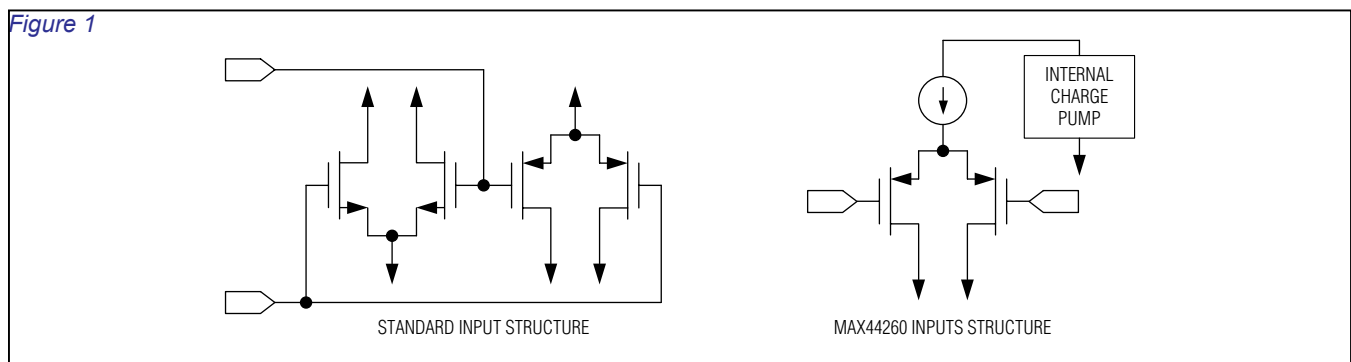 Figure 1
INTERNAL
CHARGE
PUMP
STANDARD INPUT STRUCTURE
MAX44260 INPUTS STRUCTURE